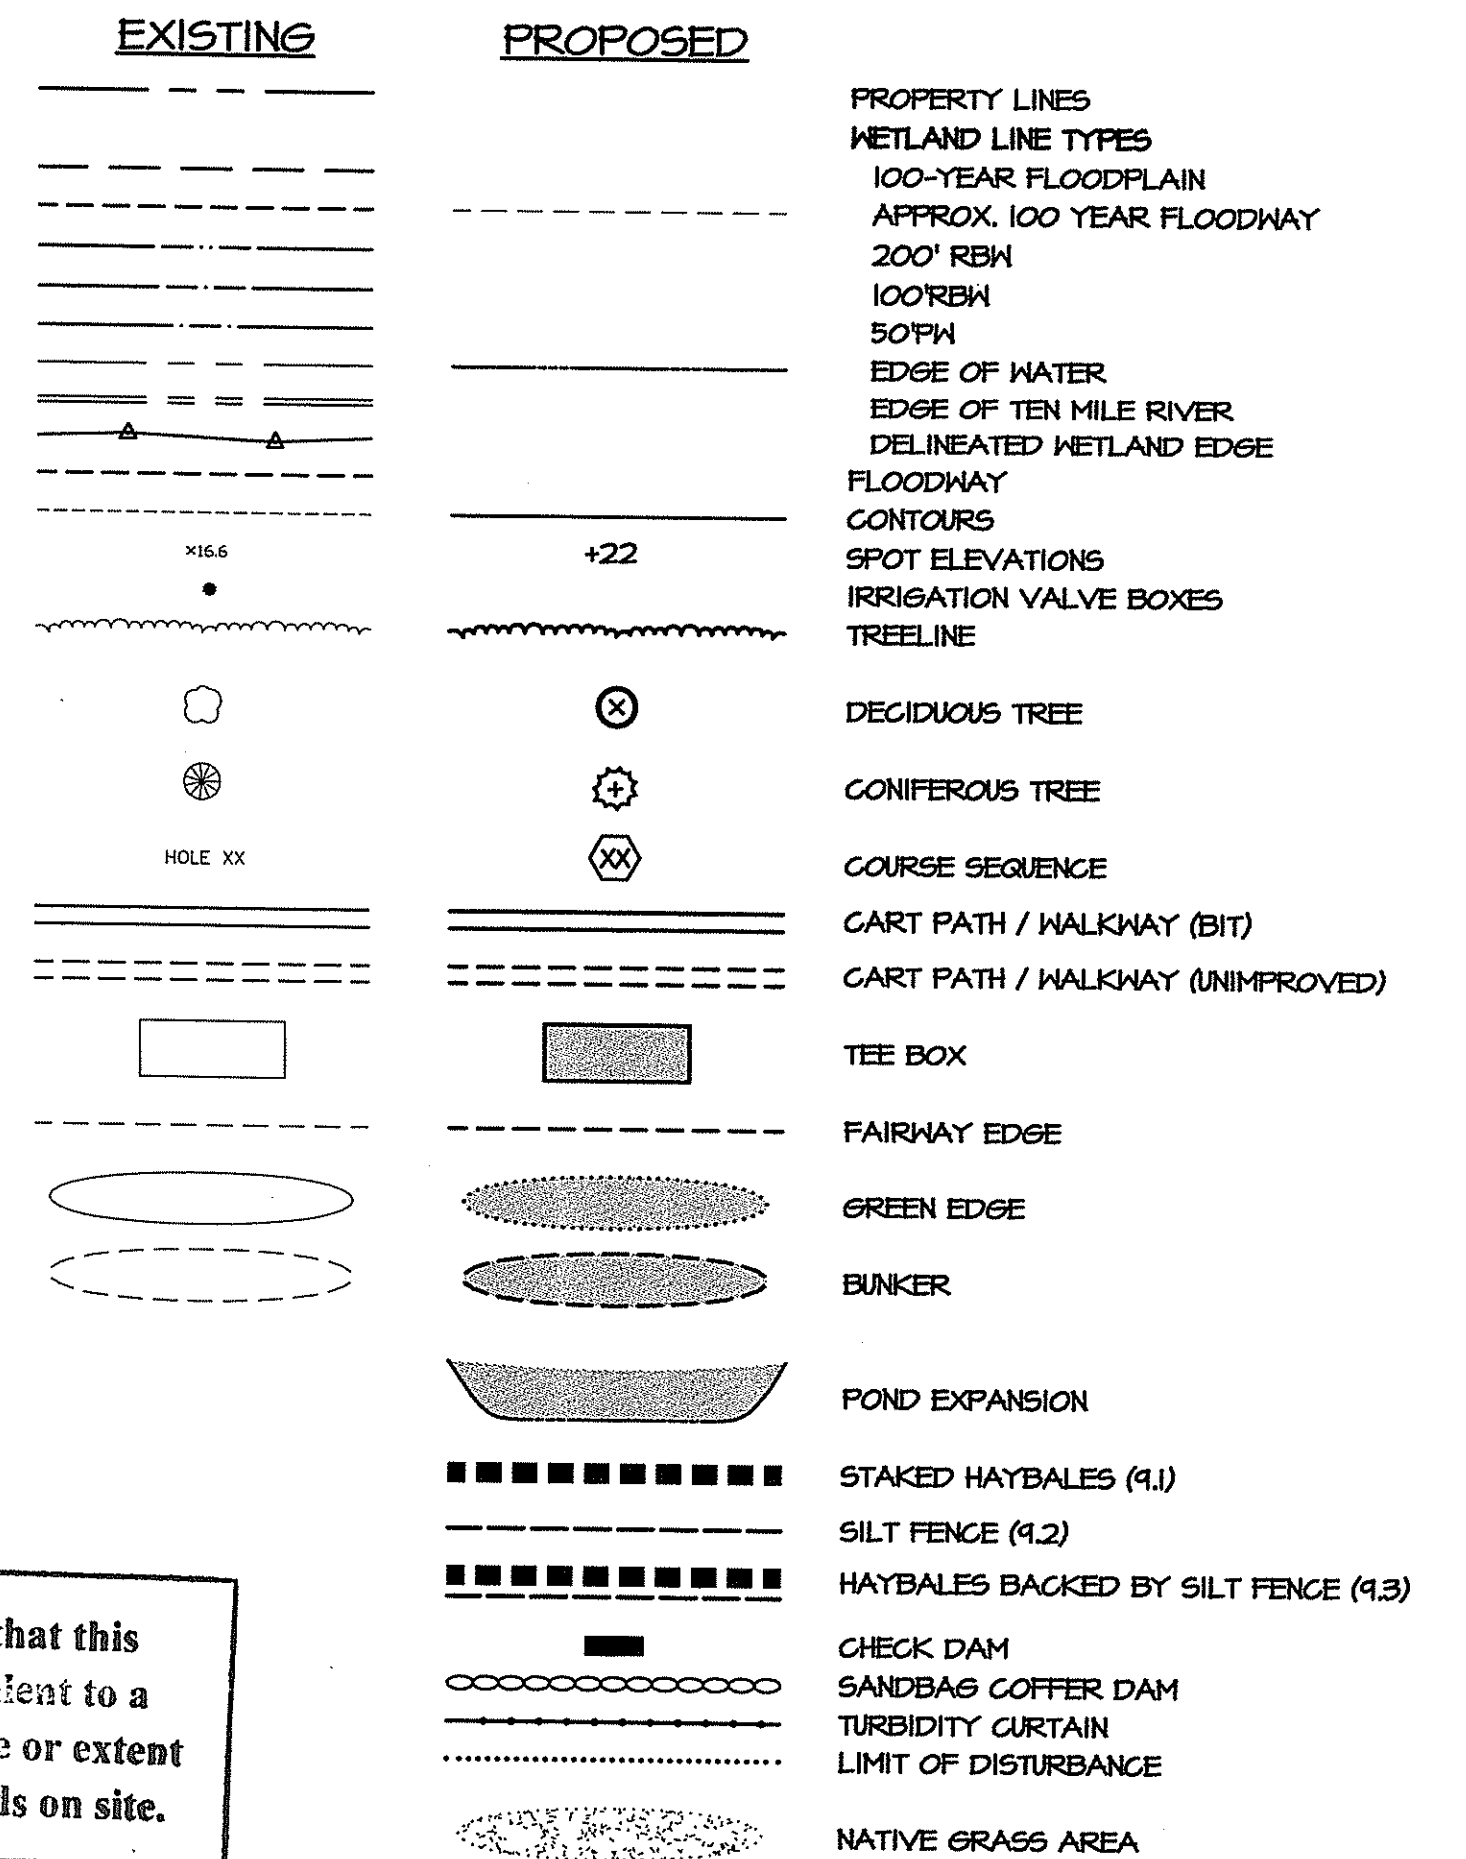 EXISTING PROPOSED
PROPERTY LINES
WETLAND LINE TYPES
100-YEAR FLOODPLAIN
APPROX. 100 YEAR FLOODWAY
200' RBW
100'RBW
50'PW
EDGE OF WATER
EDGE OF TEN MILE RIVER
DELINEATED WETLAND EDGE
FLOODWAY
CONTOURS
×16.6 +22 SPOT ELEVATIONS
IRRIGATION VALVE BOXES
TREELINE
DECIDUOUS TREE
CONIFEROUS TREE
HOLE XX XX COURSE SEQUENCE
CART PATH / WALKWAY (BIT)
CART PATH / WALKWAY (UNIMPROVED)
TEE BOX
FAIRWAY EDGE
GREEN EDGE
BUNKER
POND EXPANSION
STAKED HAYBALES (9.1)
SILT FENCE (9.2)
HAYBALES BACKED BY SILT FENCE (9.3)
CHECK DAM
SANDBAG COFFER DAM
TURBIDITY CURTAIN
LIMIT OF DISTURBANCE
NATIVE GRASS AREA
that this
to a
or extent
on site.